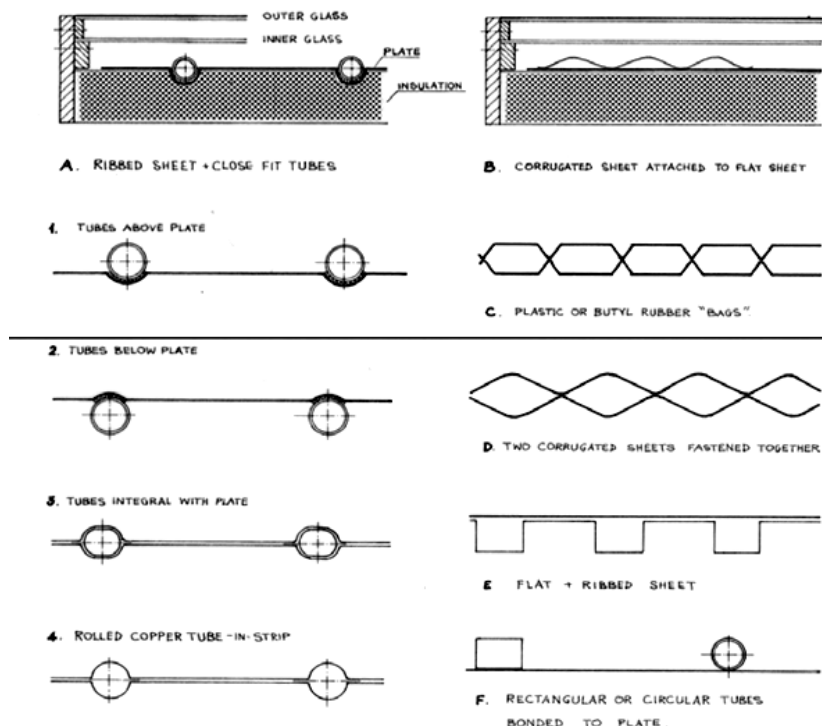 OUTER GLASS
INNER GLASS
PLATE
INSULATION
A. RIBBED SHEET + CLOSE FIT TUBES
B. CORRUGATED SHEET ATTACHED TO FLAT SHEET
1. TUBES ABOVE PLATE
C. PLASTIC OR BUTYL RUBBER "BAGS".
2. TUBES BELOW PLATE
D. TWO CORRUGATED SHEETS FASTENED TOGETHER
3. TUBES INTEGRAL WITH PLATE
E FLAT + RIBBED SHEET
4. ROLLED COPPER TUBE-IN-STRIP
F. RECTANGULAR OR CIRCULAR TUBES
BONDED TO PLATE